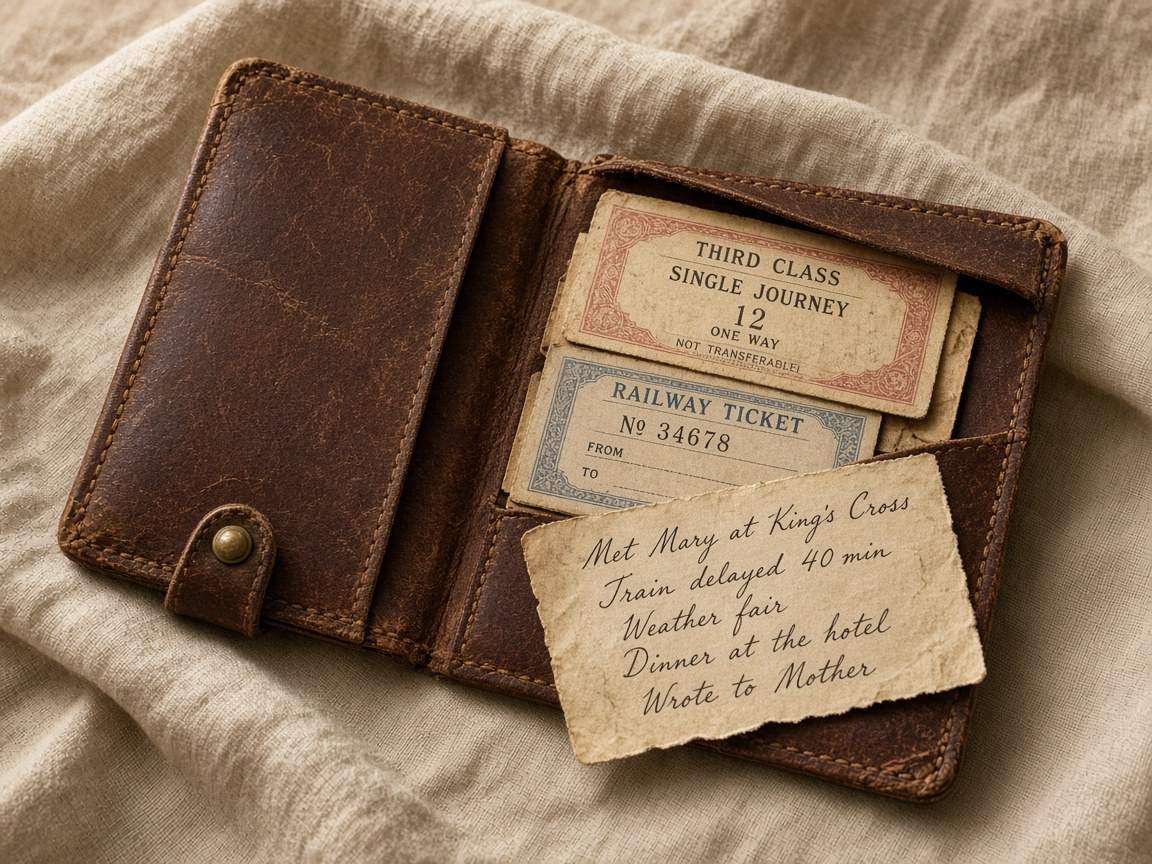 THIRD CLASS
SINGLE JOURNEY
12
ONE WAY
NOT TRANSFERABLE
RAILWAY TICKET
Nº 34678
FROM
TO
Met Mary at King's Cross
Train delayed 40 min
Weather fair
Dinner at the hotel
Wrote to Mother